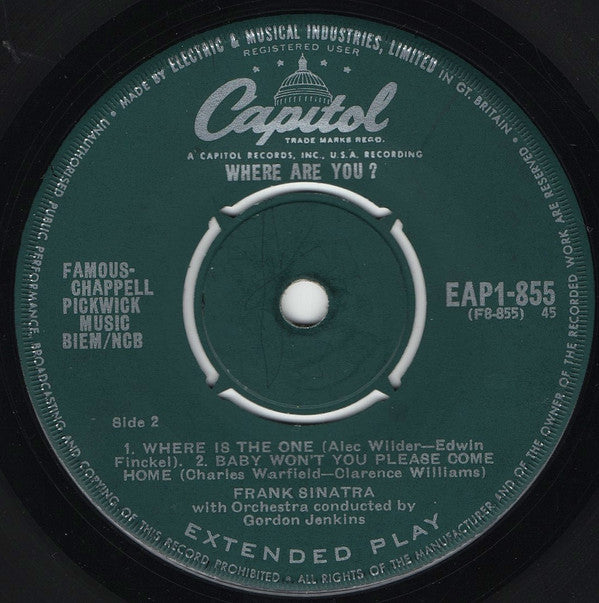 MADE BY ELECTRIC & MUSICAL INDUSTRIES, LIMITED IN GT. BRITAIN • ALL RIGHTS OF THE MANUFACTURER AND OF THE OWNER OF THE RECORDED WORK ARE RESERVED • UNAUTHORISED PUBLIC PERFORMANCE, BROADCASTING AND COPYING OF THIS RECORD PROHIBITED •
REGISTERED USER
Capitol
TRADE MARKS REGD.
A CAPITOL RECORDS, INC., U.S.A. RECORDING
WHERE ARE YOU ?
FAMOUS-
CHAPPELL
PICKWICK
MUSIC
BIEM/NCB
EAP1-855
(F8-855) 45
Side 2
1. WHERE IS THE ONE (Alec Wilder—Edwin
Finckel). 2. BABY WON'T YOU PLEASE COME
HOME (Charles Warfield—Clarence Williams)
FRANK SINATRA
with Orchestra conducted by
Gordon Jenkins
EXTENDED PLAY